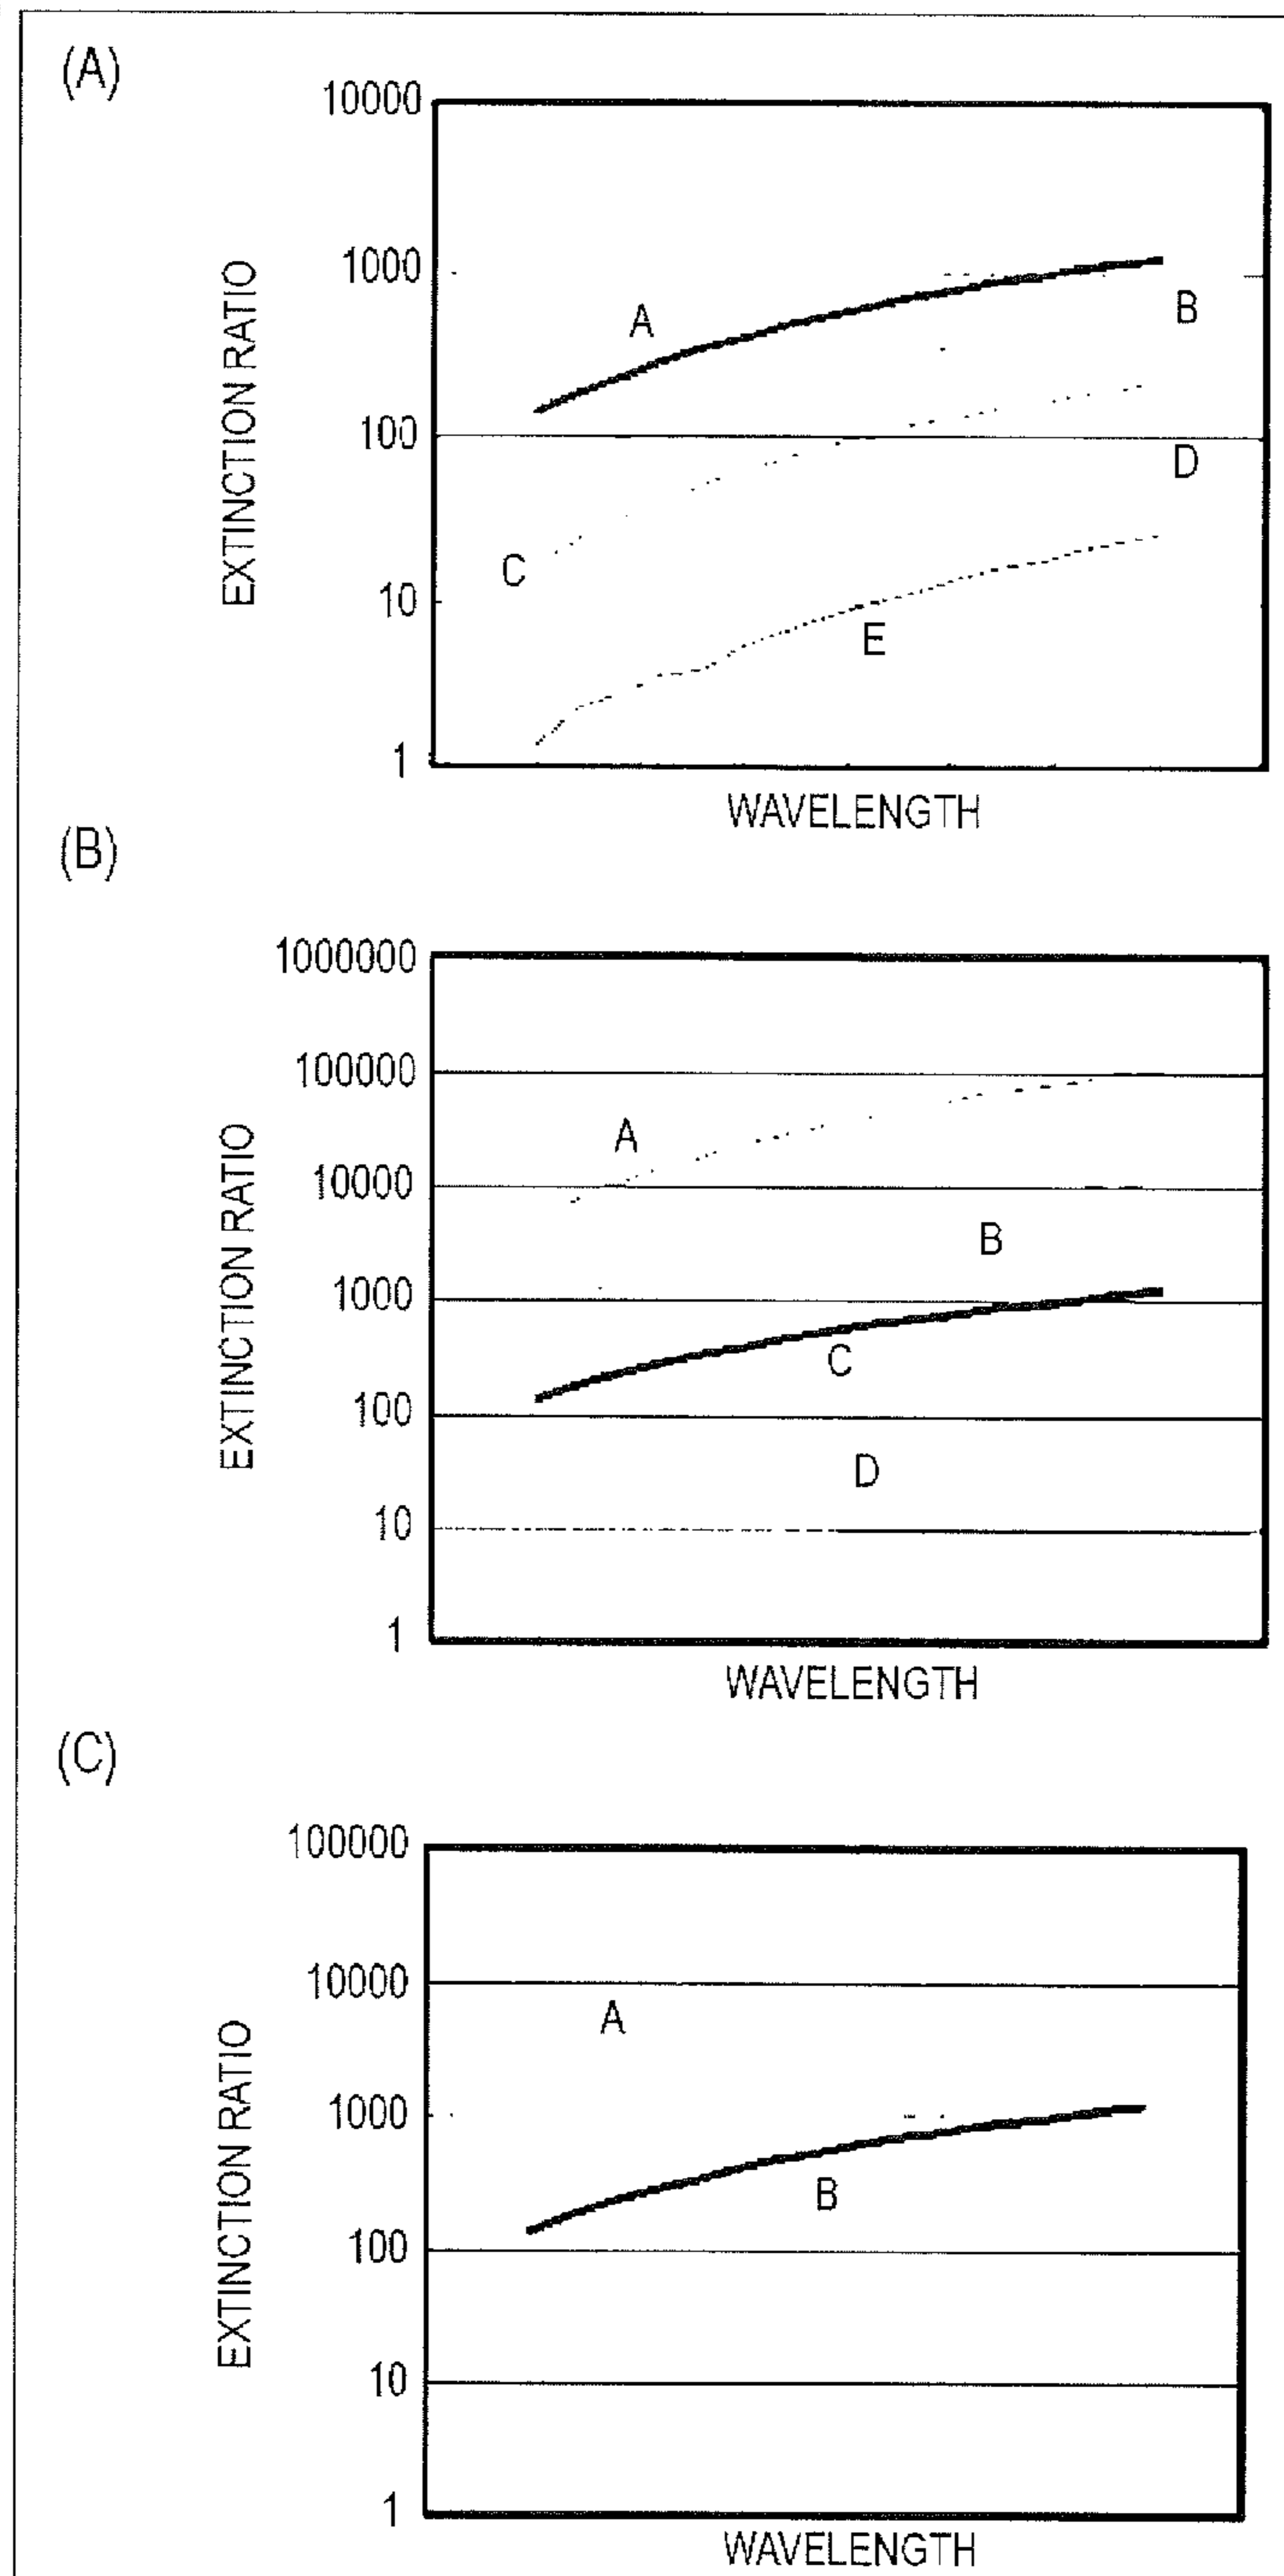 (A)
10000
1000
100
10
1
EXTINCTION RATIO
A
B
C
D
E
WAVELENGTH
(B)
1000000
100000
10000
1000
100
10
1
EXTINCTION RATIO
A
B
C
D
WAVELENGTH
(C)
100000
10000
1000
100
10
1
EXTINCTION RATIO
A
B
WAVELENGTH